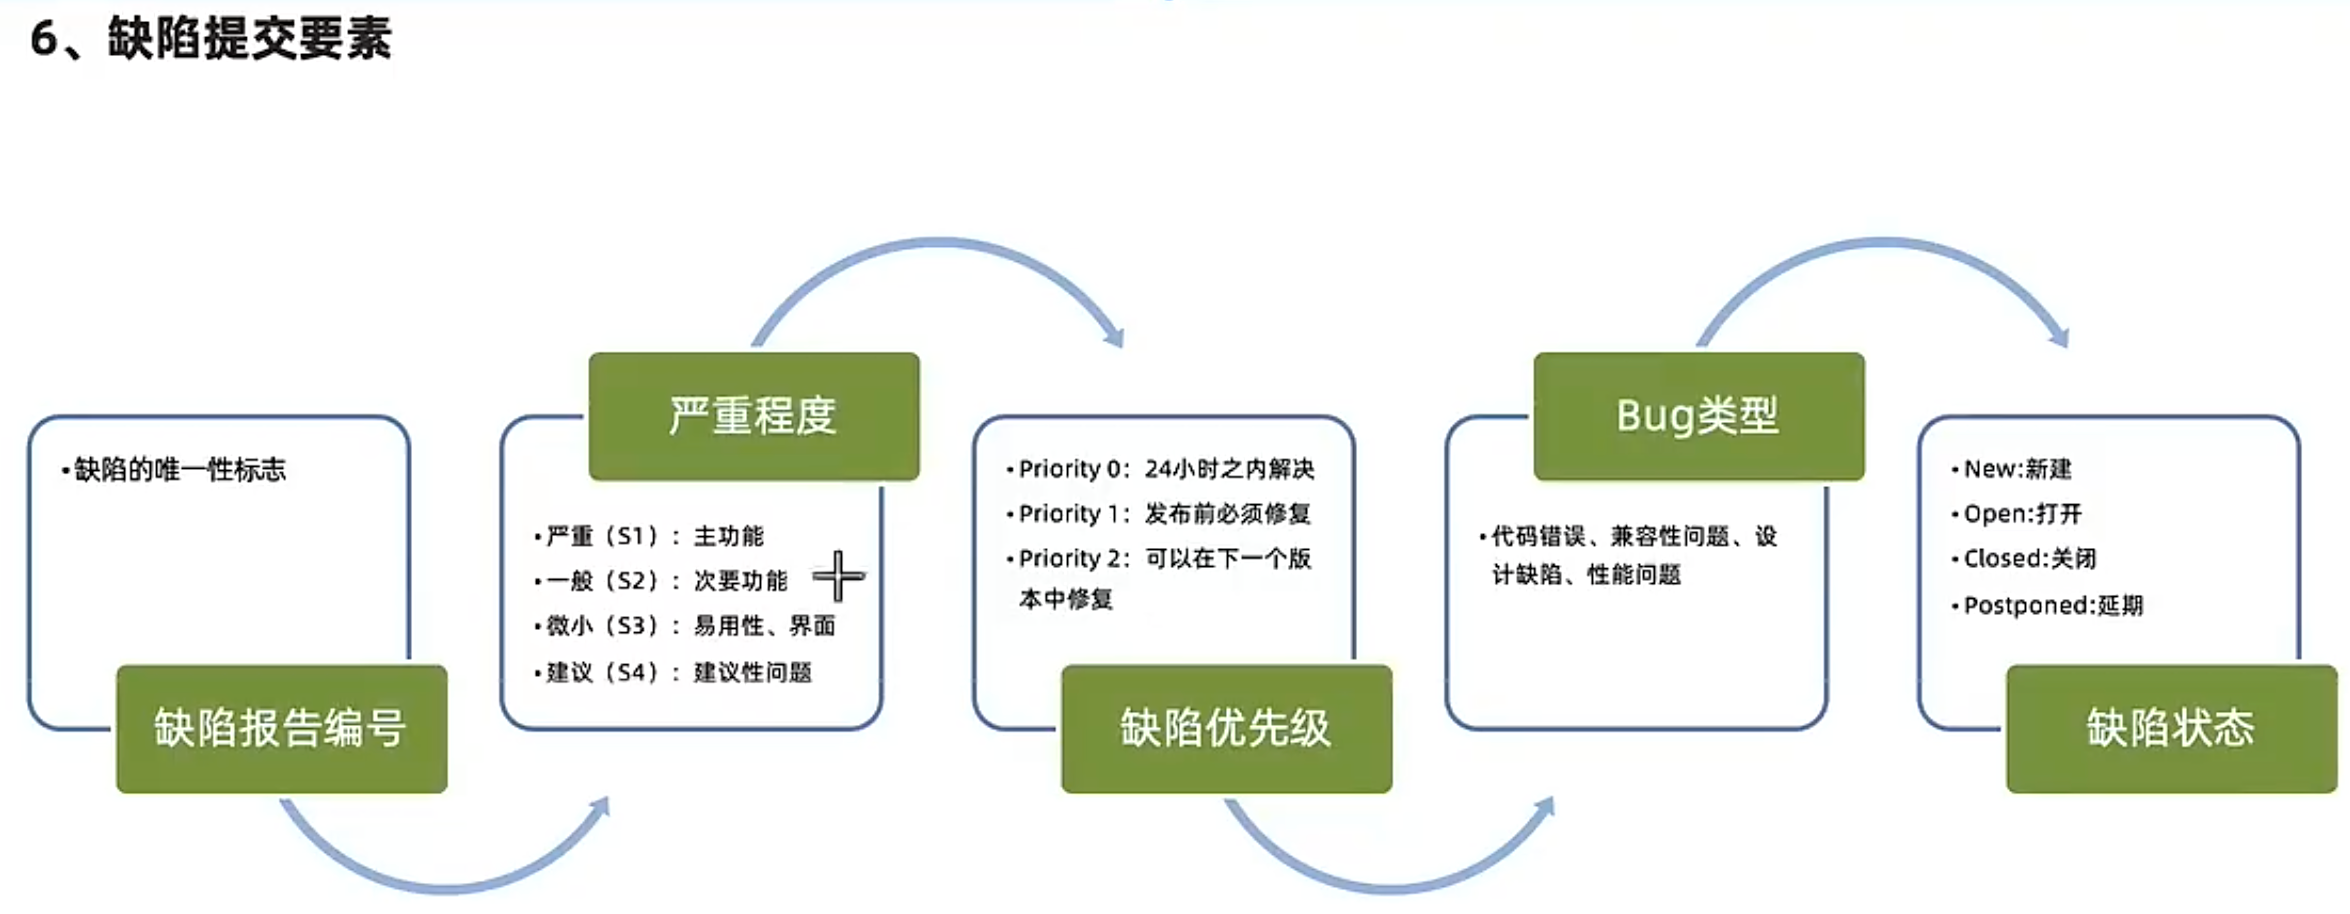 6、缺陷提交要素
•缺陷的唯一性标志
缺陷报告编号
严重程度
•严重（S1）：主功能
•一般（S2）：次要功能
•微小（S3）：易用性、界面
•建议（S4）：建议性问题
•Priority 0：24小时之内解决
•Priority 1：发布前必须修复
•Priority 2：可以在下一个版
本中修复
缺陷优先级
Bug类型
•代码错误、兼容性问题、设
计缺陷、性能问题
•New:新建
•Open:打开
•Closed:关闭
•Postponed:延期
缺陷状态